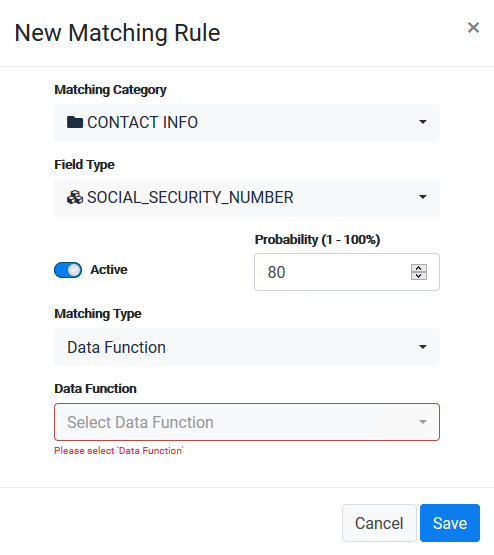 New Matching Rule
×
Matching Category
CONTACT INFO
Field Type
SOCIAL_SECURITY_NUMBER
Probability (1 - 100%)
Active
80
Matching Type
Data Function
Data Function
Select Data Function
Please select 'Data Function'
Cancel
Save